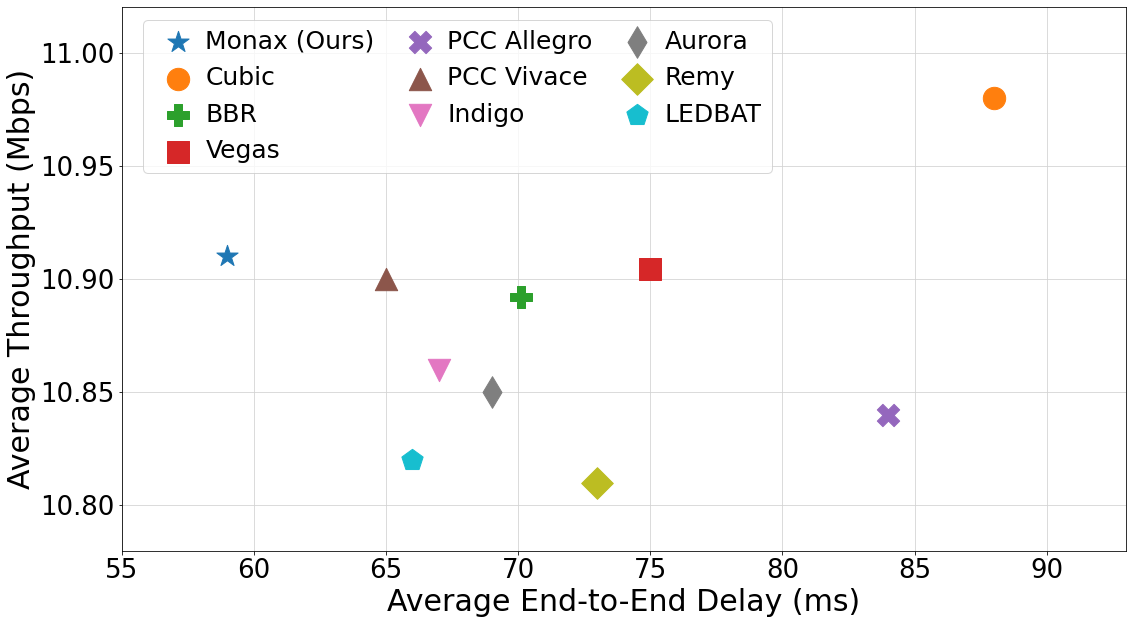 Monax (Ours)
Cubic
BBR
Vegas
PCC Allegro
PCC Vivace
Indigo
Aurora
Remy
LEDBAT
Average Throughput (Mbps)
11.00
10.95
10.90
10.85
10.80
55 60 65 70 75 80 85 90
Average End-to-End Delay (ms)